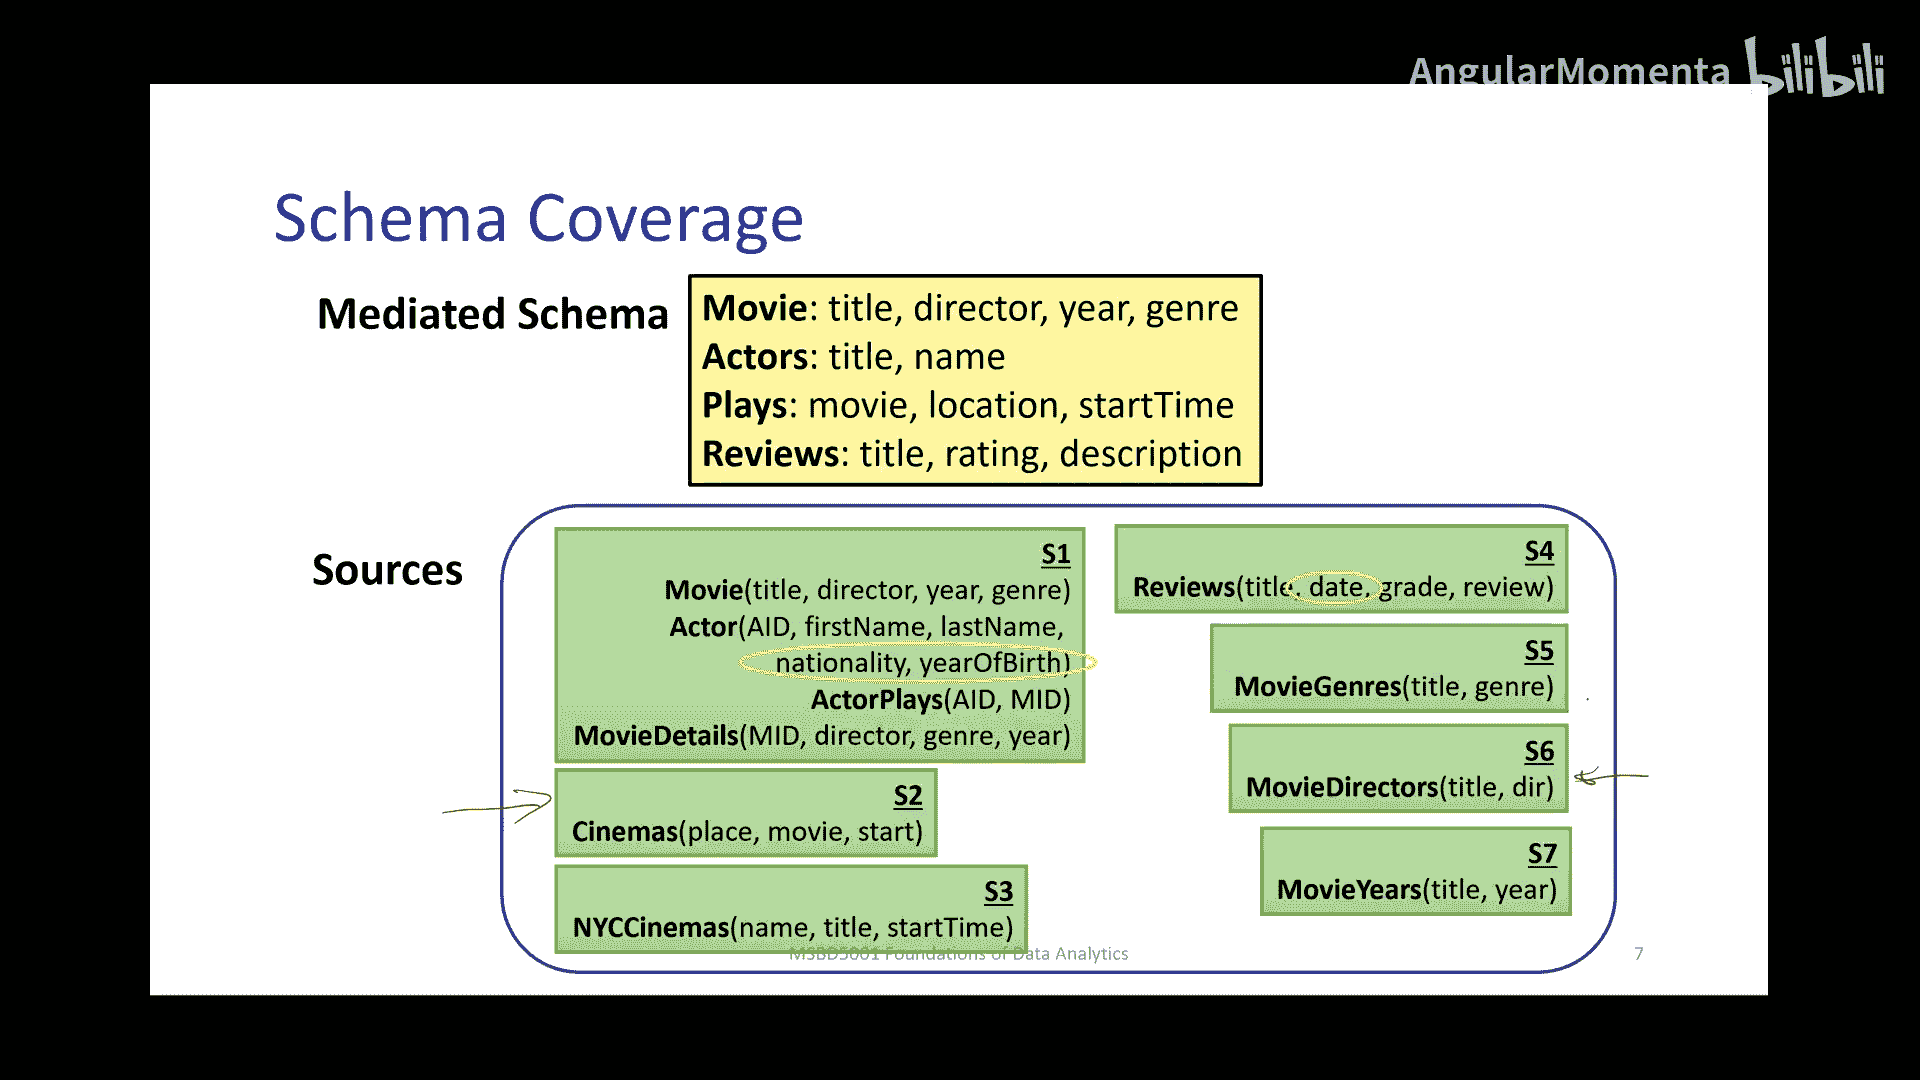 AngularMomenta bilibili
Schema Coverage
Mediated Schema
Movie: title, director, year, genre
Actors: title, name
Plays: movie, location, startTime
Reviews: title, rating, description
Sources
S1
Movie(title, director, year, genre)
Actor(AID, firstName, lastName,
nationality, yearOfBirth)
ActorPlays(AID, MID)
MovieDetails(MID, director, genre, year)
S2
Cinemas(place, movie, start)
S3
NYCCinemas(name, title, startTime)
S4
Reviews(title, date, grade, review)
S5
MovieGenres(title, genre)
S6
MovieDirectors(title, dir)
S7
MovieYears(title, year)
MSBD5001 Foundations of Data Analytics
7